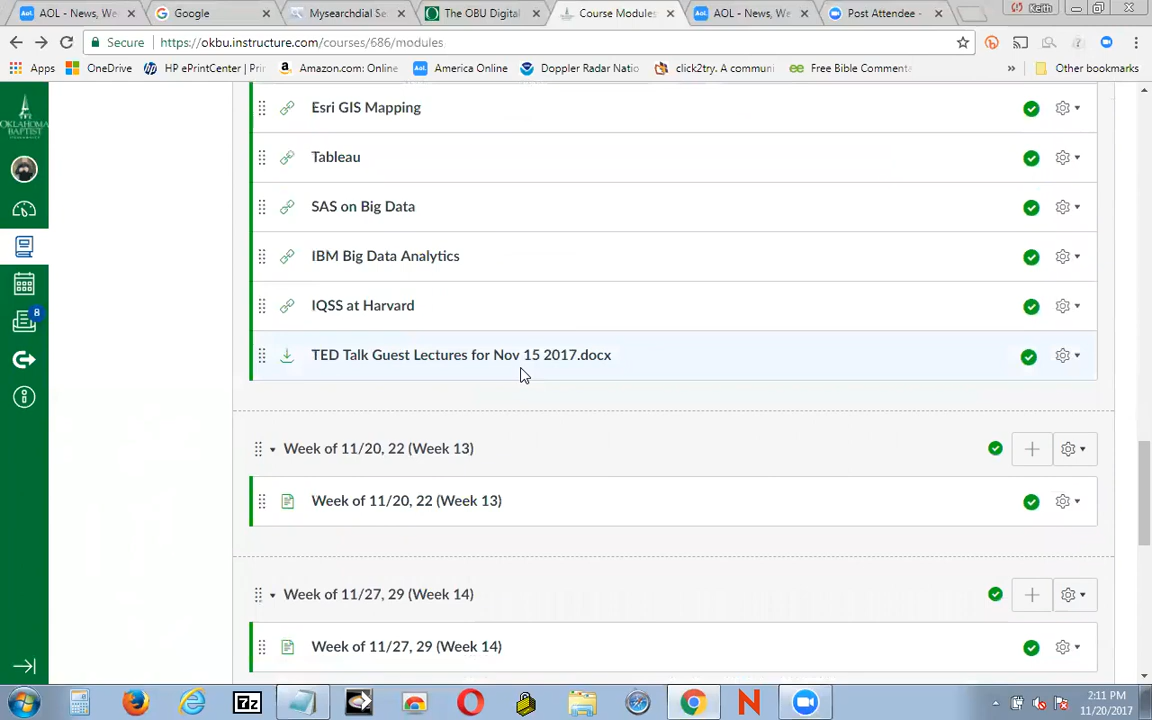 AOL - News, We
Google
Mysearchdial Se
The OBU Digital
Course Modules
AOL - News, We
Post Attendee -
Keith
Secure
https://okbu.instructure.com/courses/686/modules
Apps
OneDrive
HP ePrintCenter | Prin
Amazon.com: Online
America Online
Doppler Radar Natio
click2try. A communi
Free Bible Comment
»
Other bookmarks
OKLAHOMA
BAPTIST
8
Esri GIS Mapping
Tableau
SAS on Big Data
IBM Big Data Analytics
IQSS at Harvard
TED Talk Guest Lectures for Nov 15 2017.docx
Week of 11/20, 22 (Week 13)
Week of 11/20, 22 (Week 13)
Week of 11/27, 29 (Week 14)
Week of 11/27, 29 (Week 14)
2:11 PM
11/20/2017